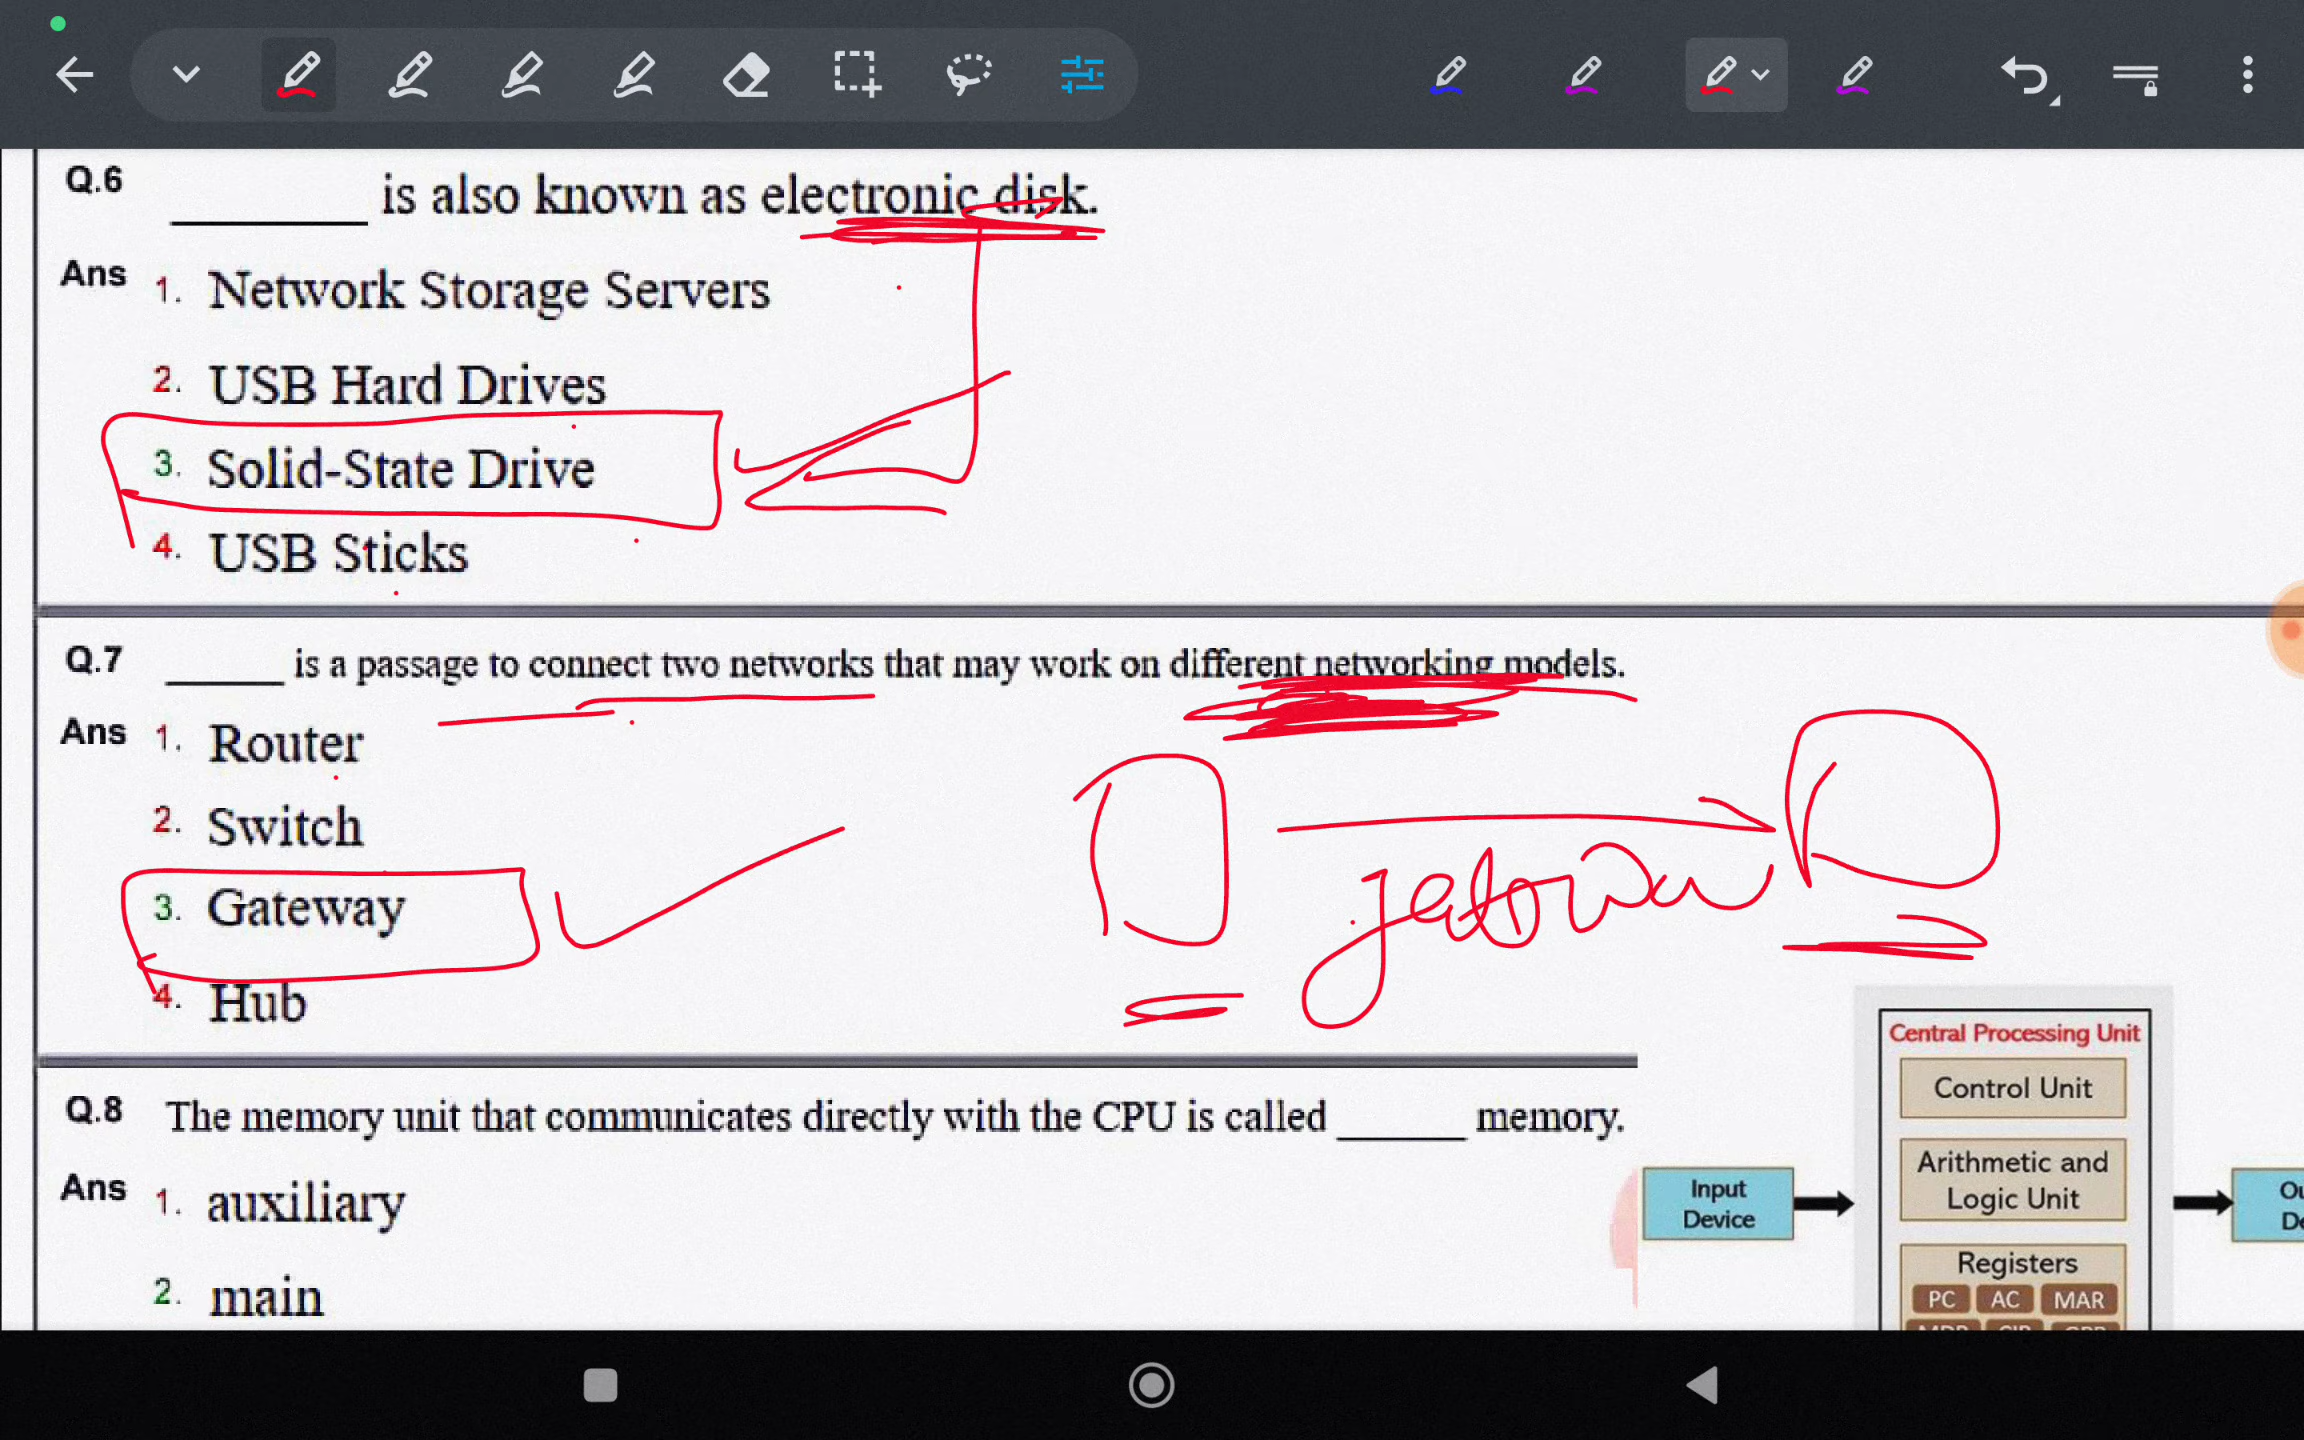 Q.6 ______ is also known as electronic disk.
Ans 1. Network Storage Servers
2. USB Hard Drives
3. Solid-State Drive
4. USB Sticks
Q.7 ______ is a passage to connect two networks that may work on different networking models.
Ans 1. Router
2. Switch
3. Gateway
4. Hub
Q.8 The memory unit that communicates directly with the CPU is called ______ memory.
Ans 1. auxiliary
2. main
Central Processing Unit
Control Unit
Arithmetic and
Logic Unit
Input
Device
Registers
PC AC MAR